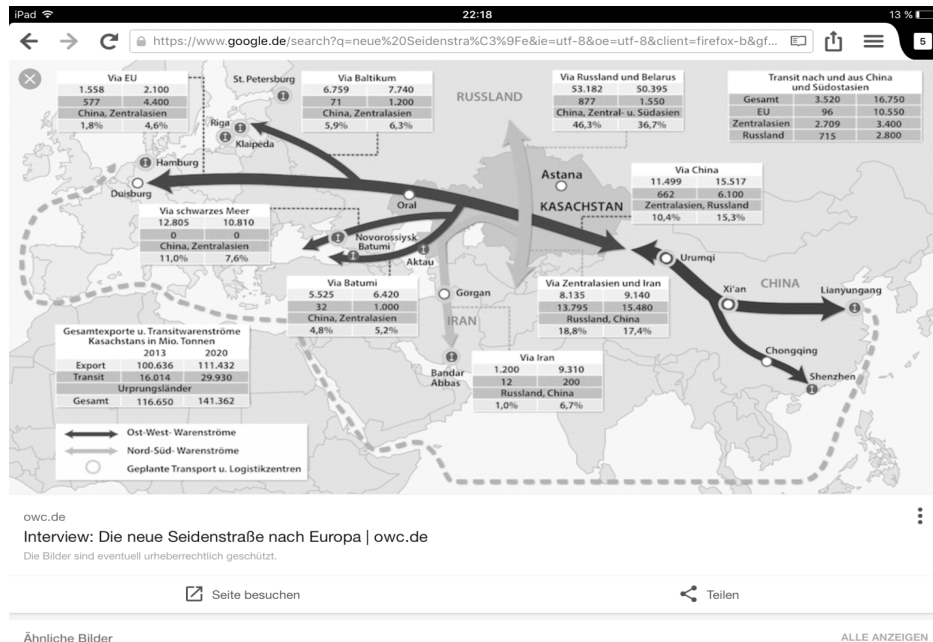 iPad 22:18 13 %
https://www.google.de/search?q=neue%20Seidenstra%C3%9Fe&ie=utf-8&oe=utf-8&client=firefox-b&gf... 5
Via EU
1.558 2.100
577 4.400
China, Zentralasien
1,8% 4,6%
St. Petersburg
Via Baltikum
6.759 7.740
71 1.200
China, Zentralasien
5,9% 6,3%
RUSSLAND
Via Russland und Belarus
53.182 50.395
877 1.550
China, Zentral- u. Südasien
46,3% 36,7%
Transit nach und aus China
und Südostasien
Gesamt 3.520 16.750
EU 96 10.550
Zentralasien 2.709 3.400
Russland 715 2.800
Riga
Klaipeda
Hamburg
Duisburg
Oral
Astana
KASACHSTAN
Via China
11.499 15.517
662 6.100
Zentralasien, Russland
10,4% 15,3%
Via schwarzes Meer
12.805 10.810
0 0
China, Zentralasien
11,0% 7,6%
Novorossiysk
Batumi
Aktau
Urumqi
Via Batumi
5.525 6.420
32 1.000
China, Zentralasien
4,8% 5,2%
Gorgan
IRAN
Via Zentralasien und Iran
8.135 9.140
13.795 15.480
Russland, China
18,8% 17,4%
Xi'an
CHINA
Lianyungang
Gesamtexporte u. Transitwarenströme
Kasachstans in Mio. Tonnen
2013 2020
Export 100.636 111.432
Transit 16.014 29.930
Urprungsländer
Gesamt 116.650 141.362
Bandar
Abbas
Via Iran
1.200 9.310
12 200
Russland, China
1,0% 6,7%
Chongqing
Shenzhen
Ost-West- Warenströme
Nord-Süd- Warenströme
Geplante Transport u. Logistikzentren
owc.de
Interview: Die neue Seidenstraße nach Europa | owc.de
Die Bilder sind eventuell urheberrechtlich geschützt.
Seite besuchen Teilen
Ähnliche Bilder ALLE ANZEIGEN